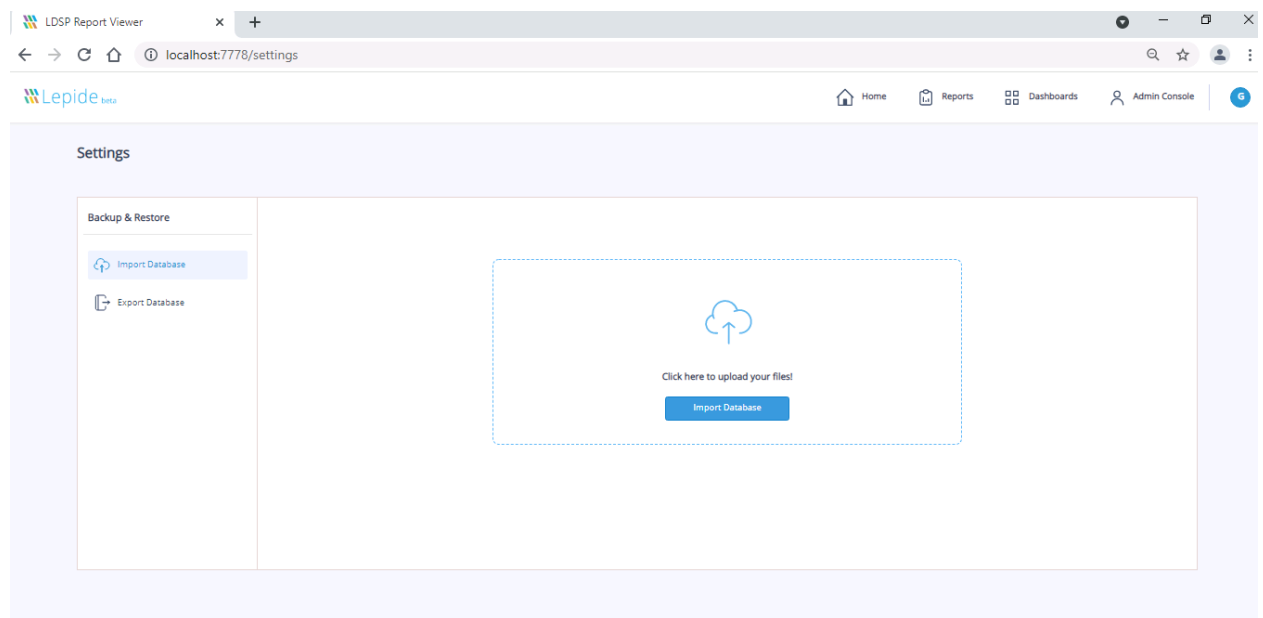 LDSP Report Viewer
localhost:7778/settings
Lepide beta
Home Reports Dashboards Admin Console G
Settings
Backup & Restore
Import Database
Export Database
Click here to upload your files!
Import Database